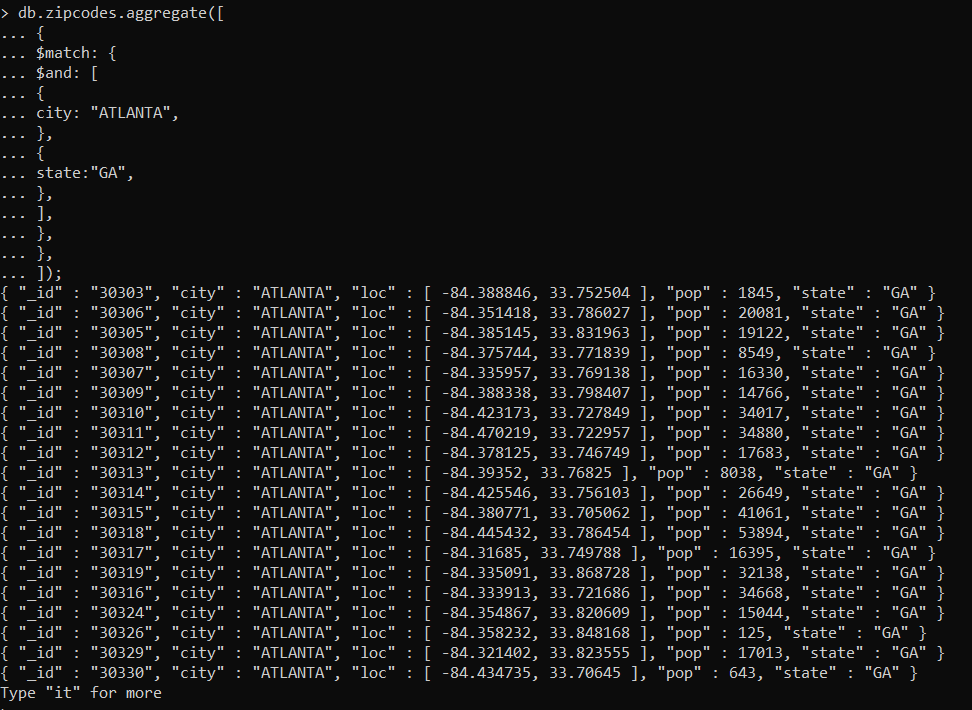 > db.zipcodes.aggregate([
... {
... $match: {
... $and: [
... {
... city: "ATLANTA",
... },
... {
... state:"GA",
... },
... ],
... },
... },
... ]);
{ "_id" : "30303", "city" : "ATLANTA", "loc" : [ -84.388846, 33.752504 ], "pop" : 1845, "state" : "GA" }
{ "_id" : "30306", "city" : "ATLANTA", "loc" : [ -84.351418, 33.786027 ], "pop" : 20081, "state" : "GA" }
{ "_id" : "30305", "city" : "ATLANTA", "loc" : [ -84.385145, 33.831963 ], "pop" : 19122, "state" : "GA" }
{ "_id" : "30308", "city" : "ATLANTA", "loc" : [ -84.375744, 33.771839 ], "pop" : 8549, "state" : "GA" }
{ "_id" : "30307", "city" : "ATLANTA", "loc" : [ -84.335957, 33.769138 ], "pop" : 16330, "state" : "GA" }
{ "_id" : "30309", "city" : "ATLANTA", "loc" : [ -84.388338, 33.798407 ], "pop" : 14766, "state" : "GA" }
{ "_id" : "30310", "city" : "ATLANTA", "loc" : [ -84.423173, 33.727849 ], "pop" : 34017, "state" : "GA" }
{ "_id" : "30311", "city" : "ATLANTA", "loc" : [ -84.470219, 33.722957 ], "pop" : 34880, "state" : "GA" }
{ "_id" : "30312", "city" : "ATLANTA", "loc" : [ -84.378125, 33.746749 ], "pop" : 17683, "state" : "GA" }
{ "_id" : "30313", "city" : "ATLANTA", "loc" : [ -84.39352, 33.76825 ], "pop" : 8038, "state" : "GA" }
{ "_id" : "30314", "city" : "ATLANTA", "loc" : [ -84.425546, 33.756103 ], "pop" : 26649, "state" : "GA" }
{ "_id" : "30315", "city" : "ATLANTA", "loc" : [ -84.380771, 33.705062 ], "pop" : 41061, "state" : "GA" }
{ "_id" : "30318", "city" : "ATLANTA", "loc" : [ -84.445432, 33.786454 ], "pop" : 53894, "state" : "GA" }
{ "_id" : "30317", "city" : "ATLANTA", "loc" : [ -84.31685, 33.749788 ], "pop" : 16395, "state" : "GA" }
{ "_id" : "30319", "city" : "ATLANTA", "loc" : [ -84.335091, 33.868728 ], "pop" : 32138, "state" : "GA" }
{ "_id" : "30316", "city" : "ATLANTA", "loc" : [ -84.333913, 33.721686 ], "pop" : 34668, "state" : "GA" }
{ "_id" : "30324", "city" : "ATLANTA", "loc" : [ -84.354867, 33.820609 ], "pop" : 15044, "state" : "GA" }
{ "_id" : "30326", "city" : "ATLANTA", "loc" : [ -84.358232, 33.848168 ], "pop" : 125, "state" : "GA" }
{ "_id" : "30329", "city" : "ATLANTA", "loc" : [ -84.321402, 33.823555 ], "pop" : 17013, "state" : "GA" }
{ "_id" : "30330", "city" : "ATLANTA", "loc" : [ -84.434735, 33.70645 ], "pop" : 643, "state" : "GA" }
Type "it" for more